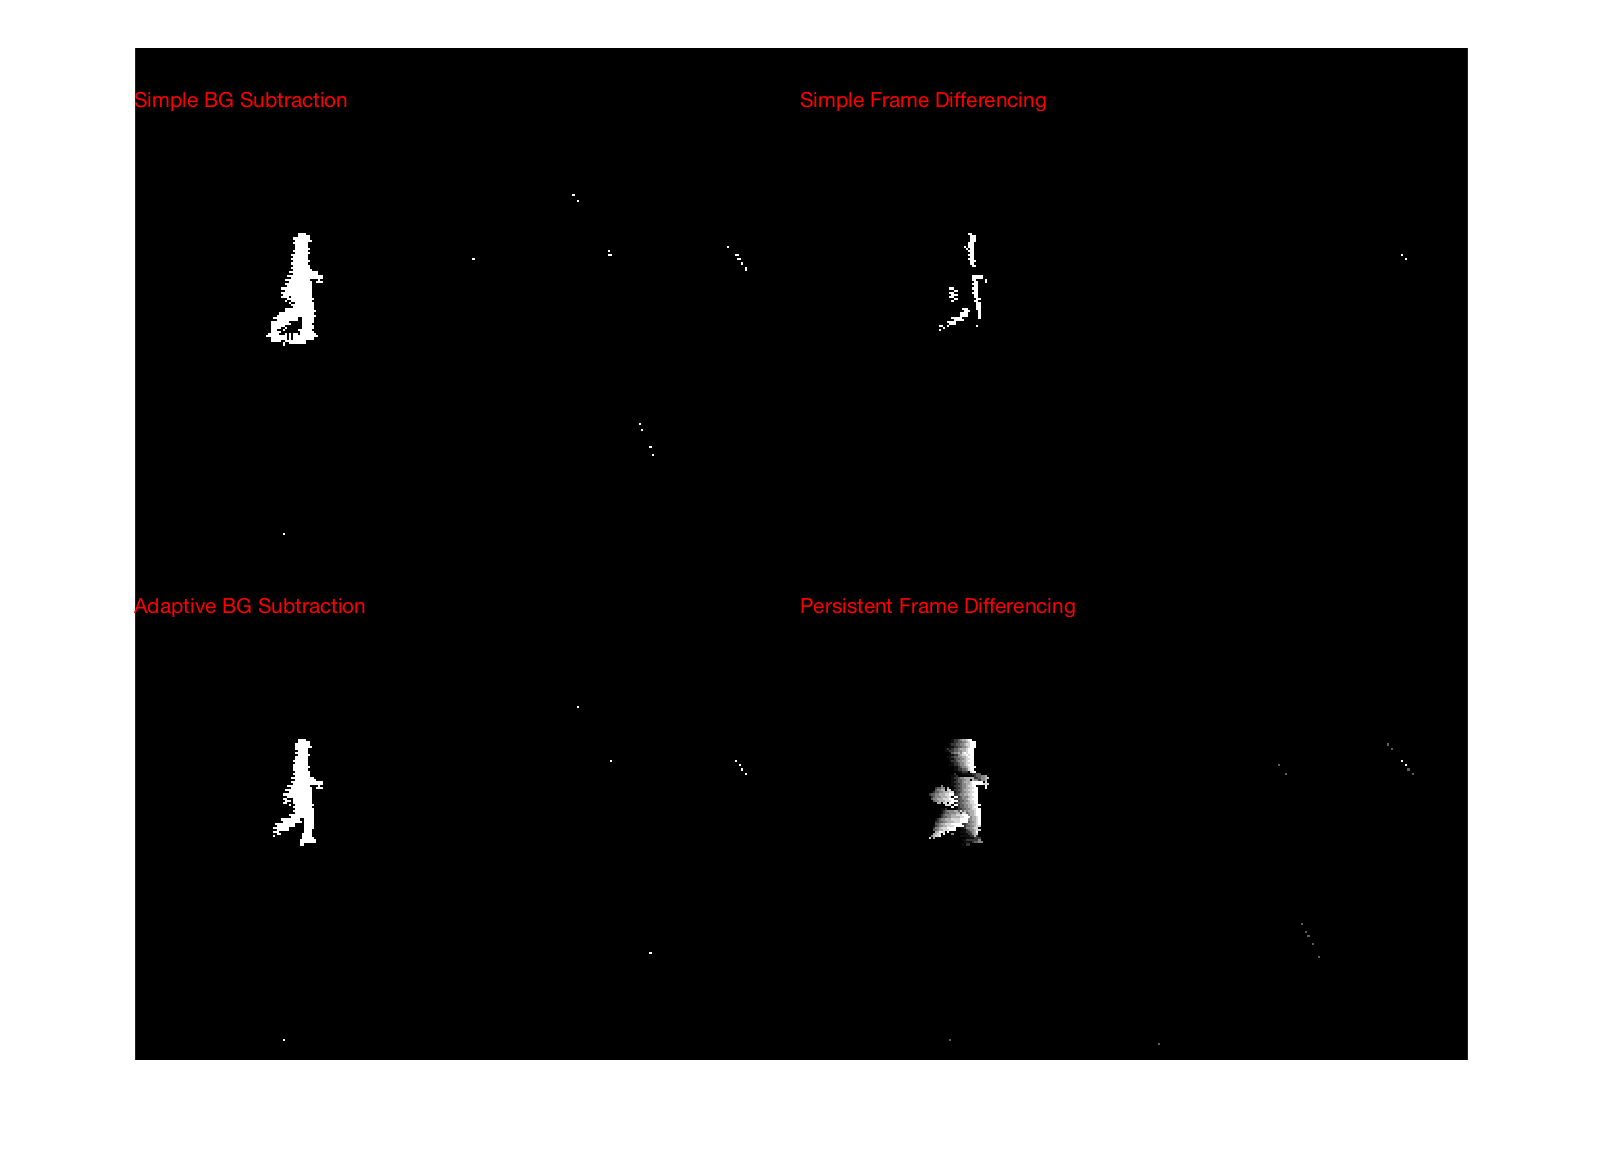 Simple BG Subtraction
Simple Frame Differencing
Adaptive BG Subtraction
Persistent Frame Differencing